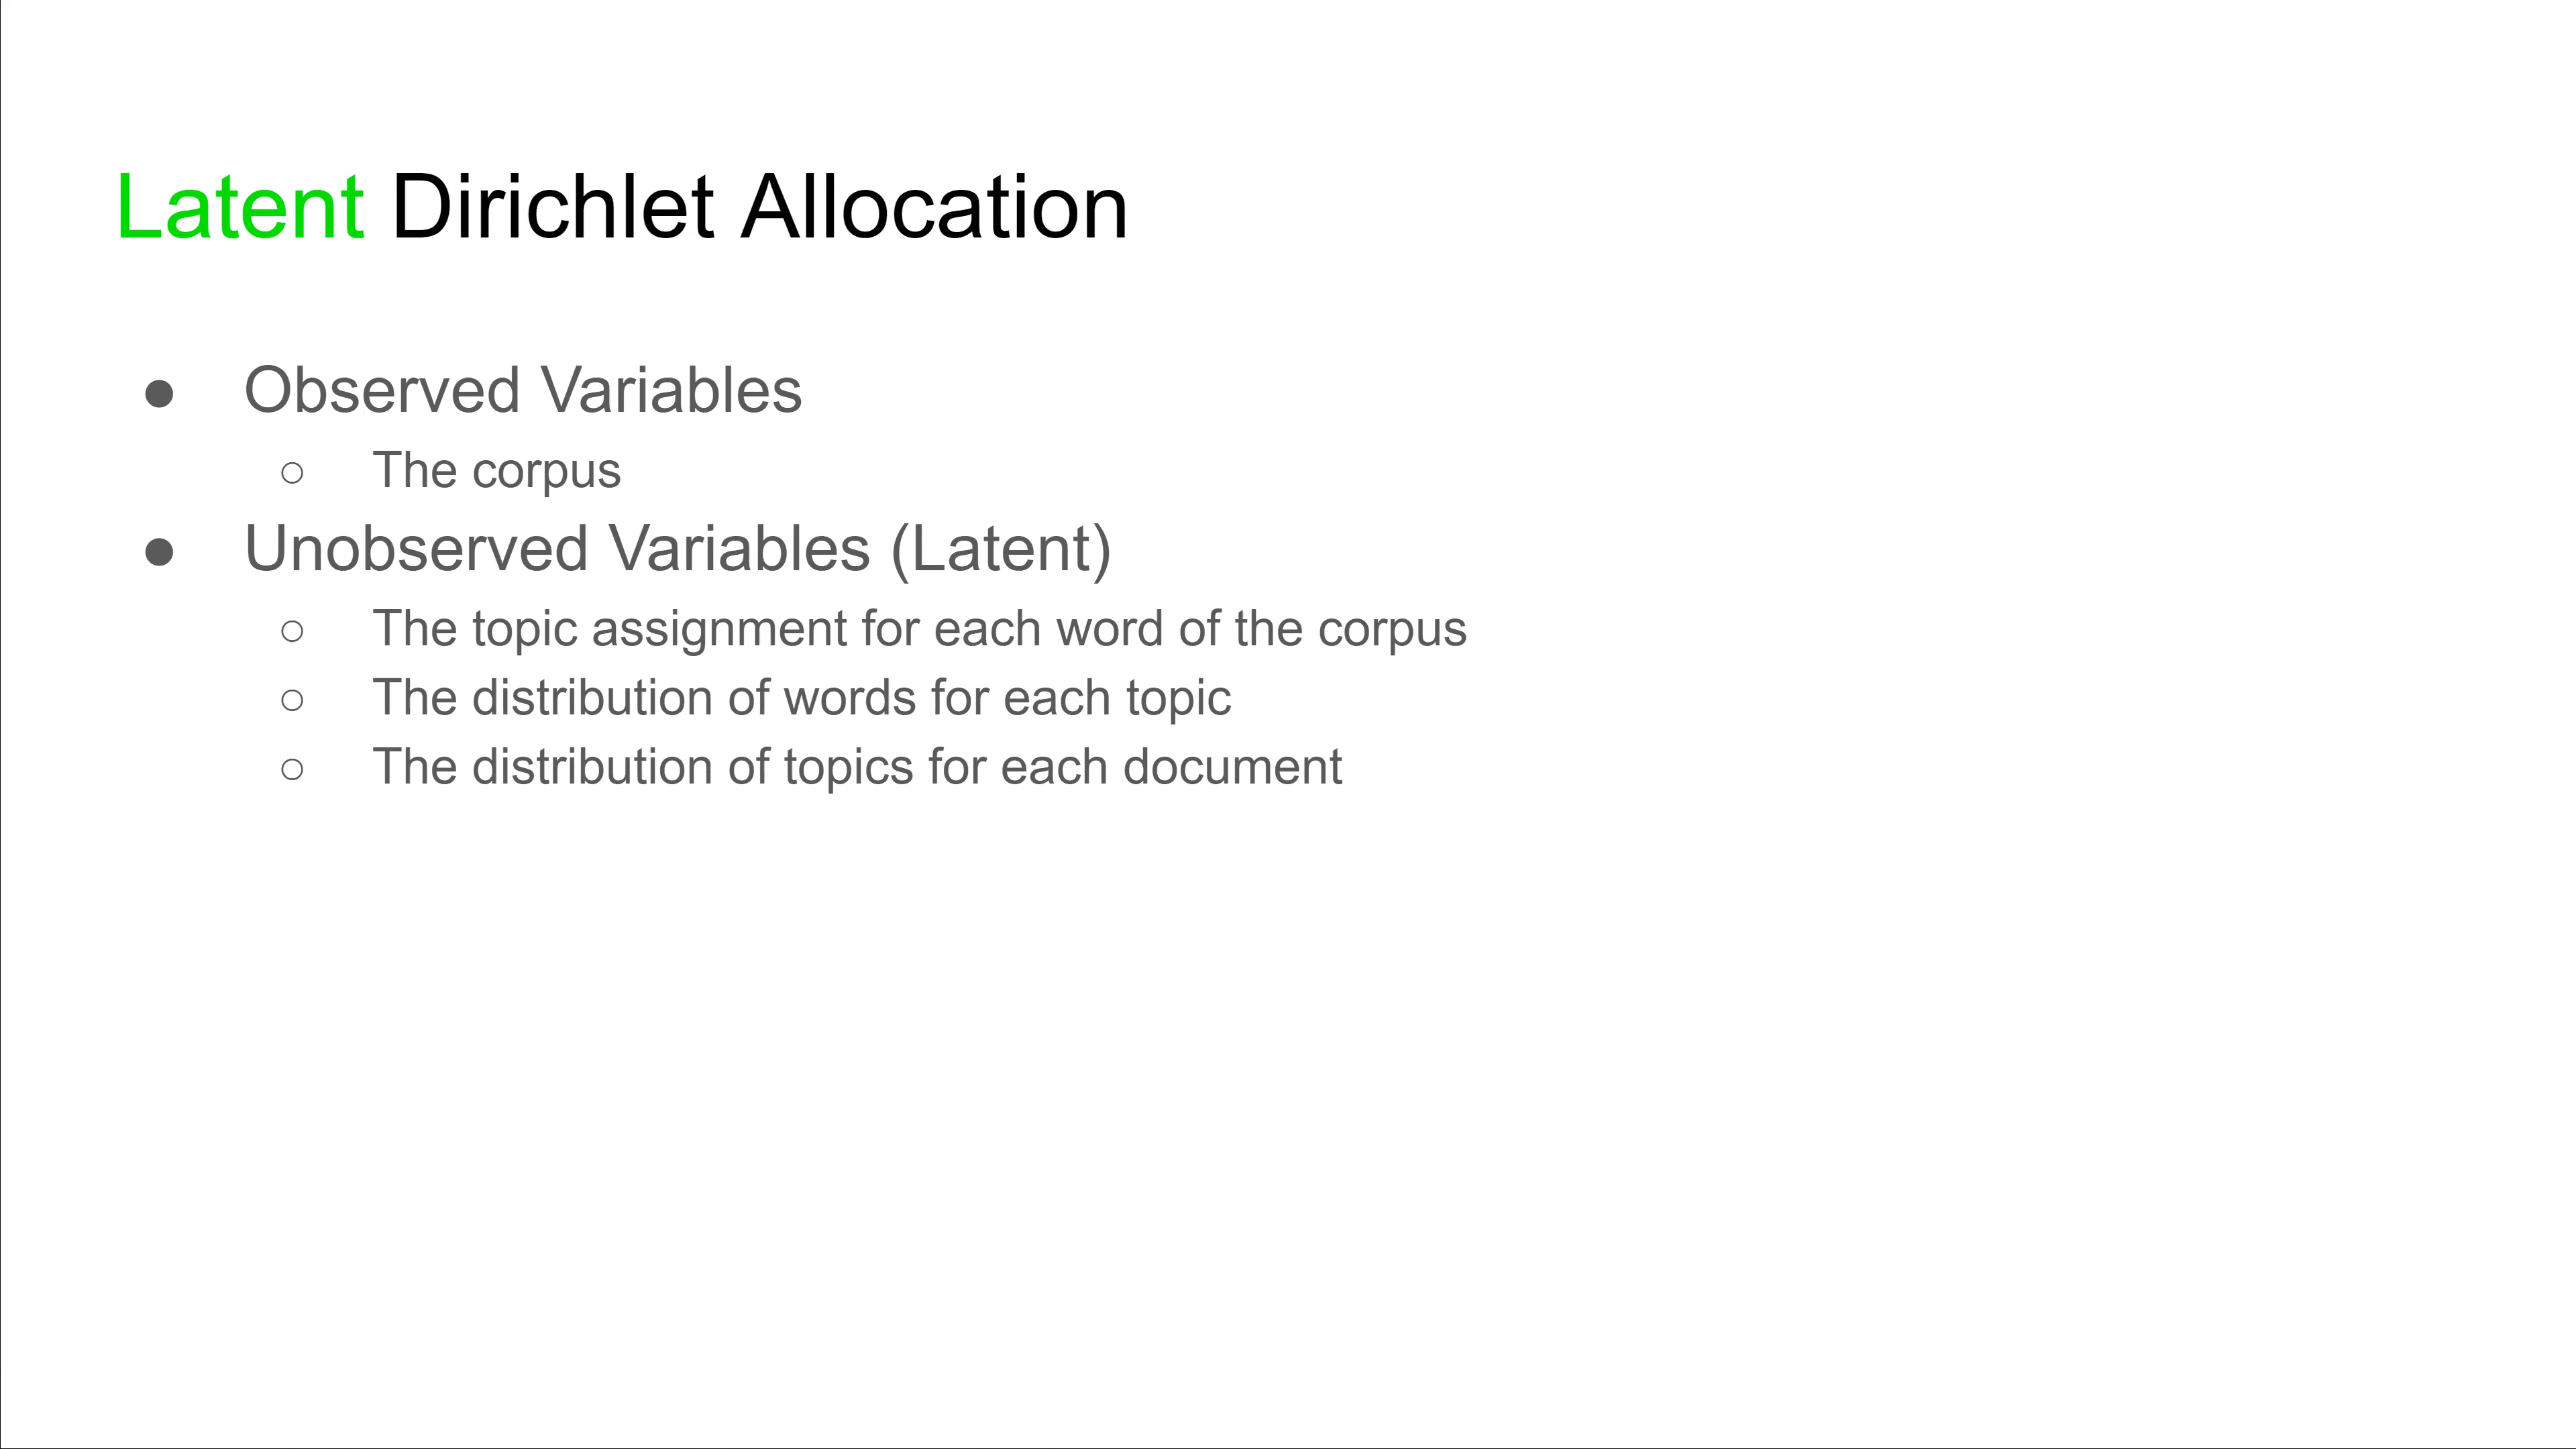 Latent Dirichlet Allocation
● Observed Variables
○ The corpus
● Unobserved Variables (Latent)
○ The topic assignment for each word of the corpus
○ The distribution of words for each topic
○ The distribution of topics for each document